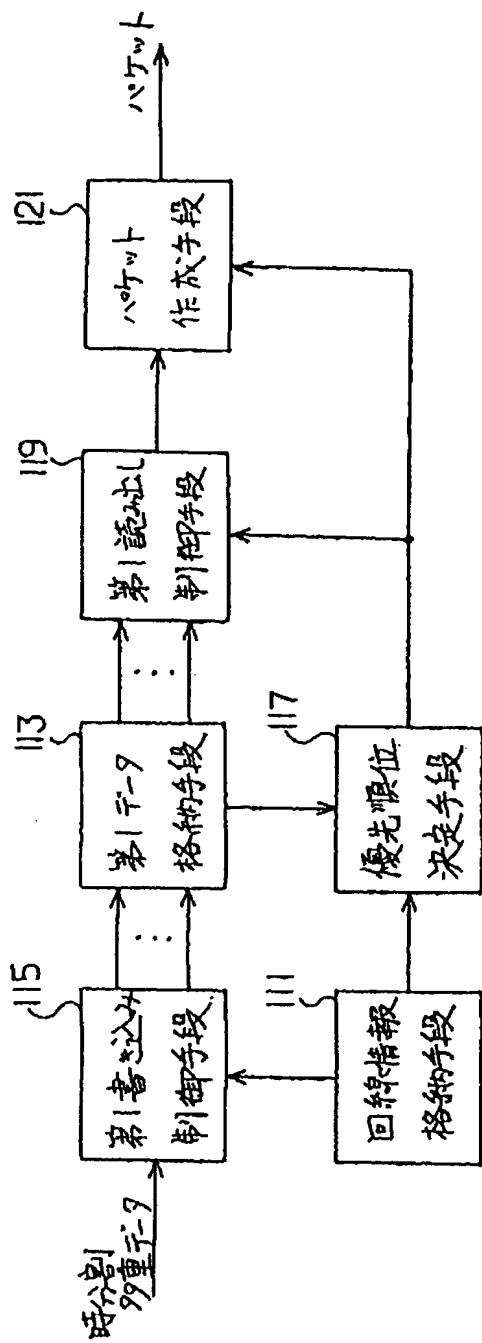 時分割
多重データ
115
第1書き込み
制御手段
113
第1データ
格納手段
119
第1読み出し
制御手段
121
パケット
作成手段
パケット
111
回線情報
格納手段
117
優先順位
決定手段
…
…